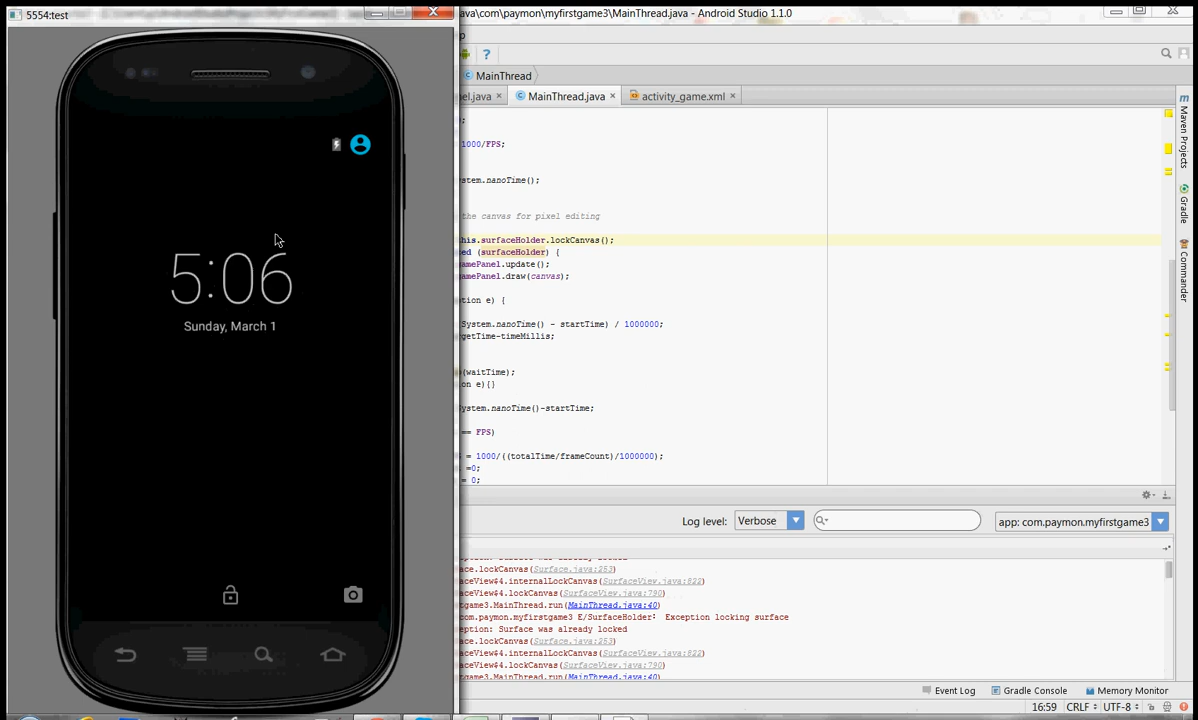 5554:test
ava\com\paymon\myfirstgame3\MainThread.java - Android Studio 1.1.0
p
?
MainThread
el.java
MainThread.java
activity_game.xml
;
1000/FPS;
ystem.nanoTime();
the canvas for pixel editing
his.surfaceHolder.lockCanvas();
ed (surfaceHolder) {
amePanel.update();
amePanel.draw(canvas);
tion e) {
System.nanoTime() - startTime) / 1000000;
getTime-timeMillis;
(waitTime);
on e){}
System.nanoTime()-startTime;
== FPS)
= 1000/((totalTime/frameCount)/1000000);
=0;
= 0;
5:06
Sunday, March 1
Maven Projects
Gradle
Commander
Log level:
Verbose
app: com.paymon.myfirstgame3
ace.lockCanvas(Surface.java:253)
aceView$4.internalLockCanvas(SurfaceView.java:822)
aceView$4.lockCanvas(SurfaceView.java:790)
tgame3.MainThread.run(MainThread.java:40)
com.paymon.myfirstgame3 E/SurfaceHolder: Exception locking surface
eption: Surface was already locked
ace.lockCanvas(Surface.java:253)
aceView$4.internalLockCanvas(SurfaceView.java:822)
aceView$4.lockCanvas(SurfaceView.java:790)
tgame3.MainThread.run(MainThread.java:40)
Event Log
Gradle Console
Memory Monitor
16:59
CRLF
UTF-8